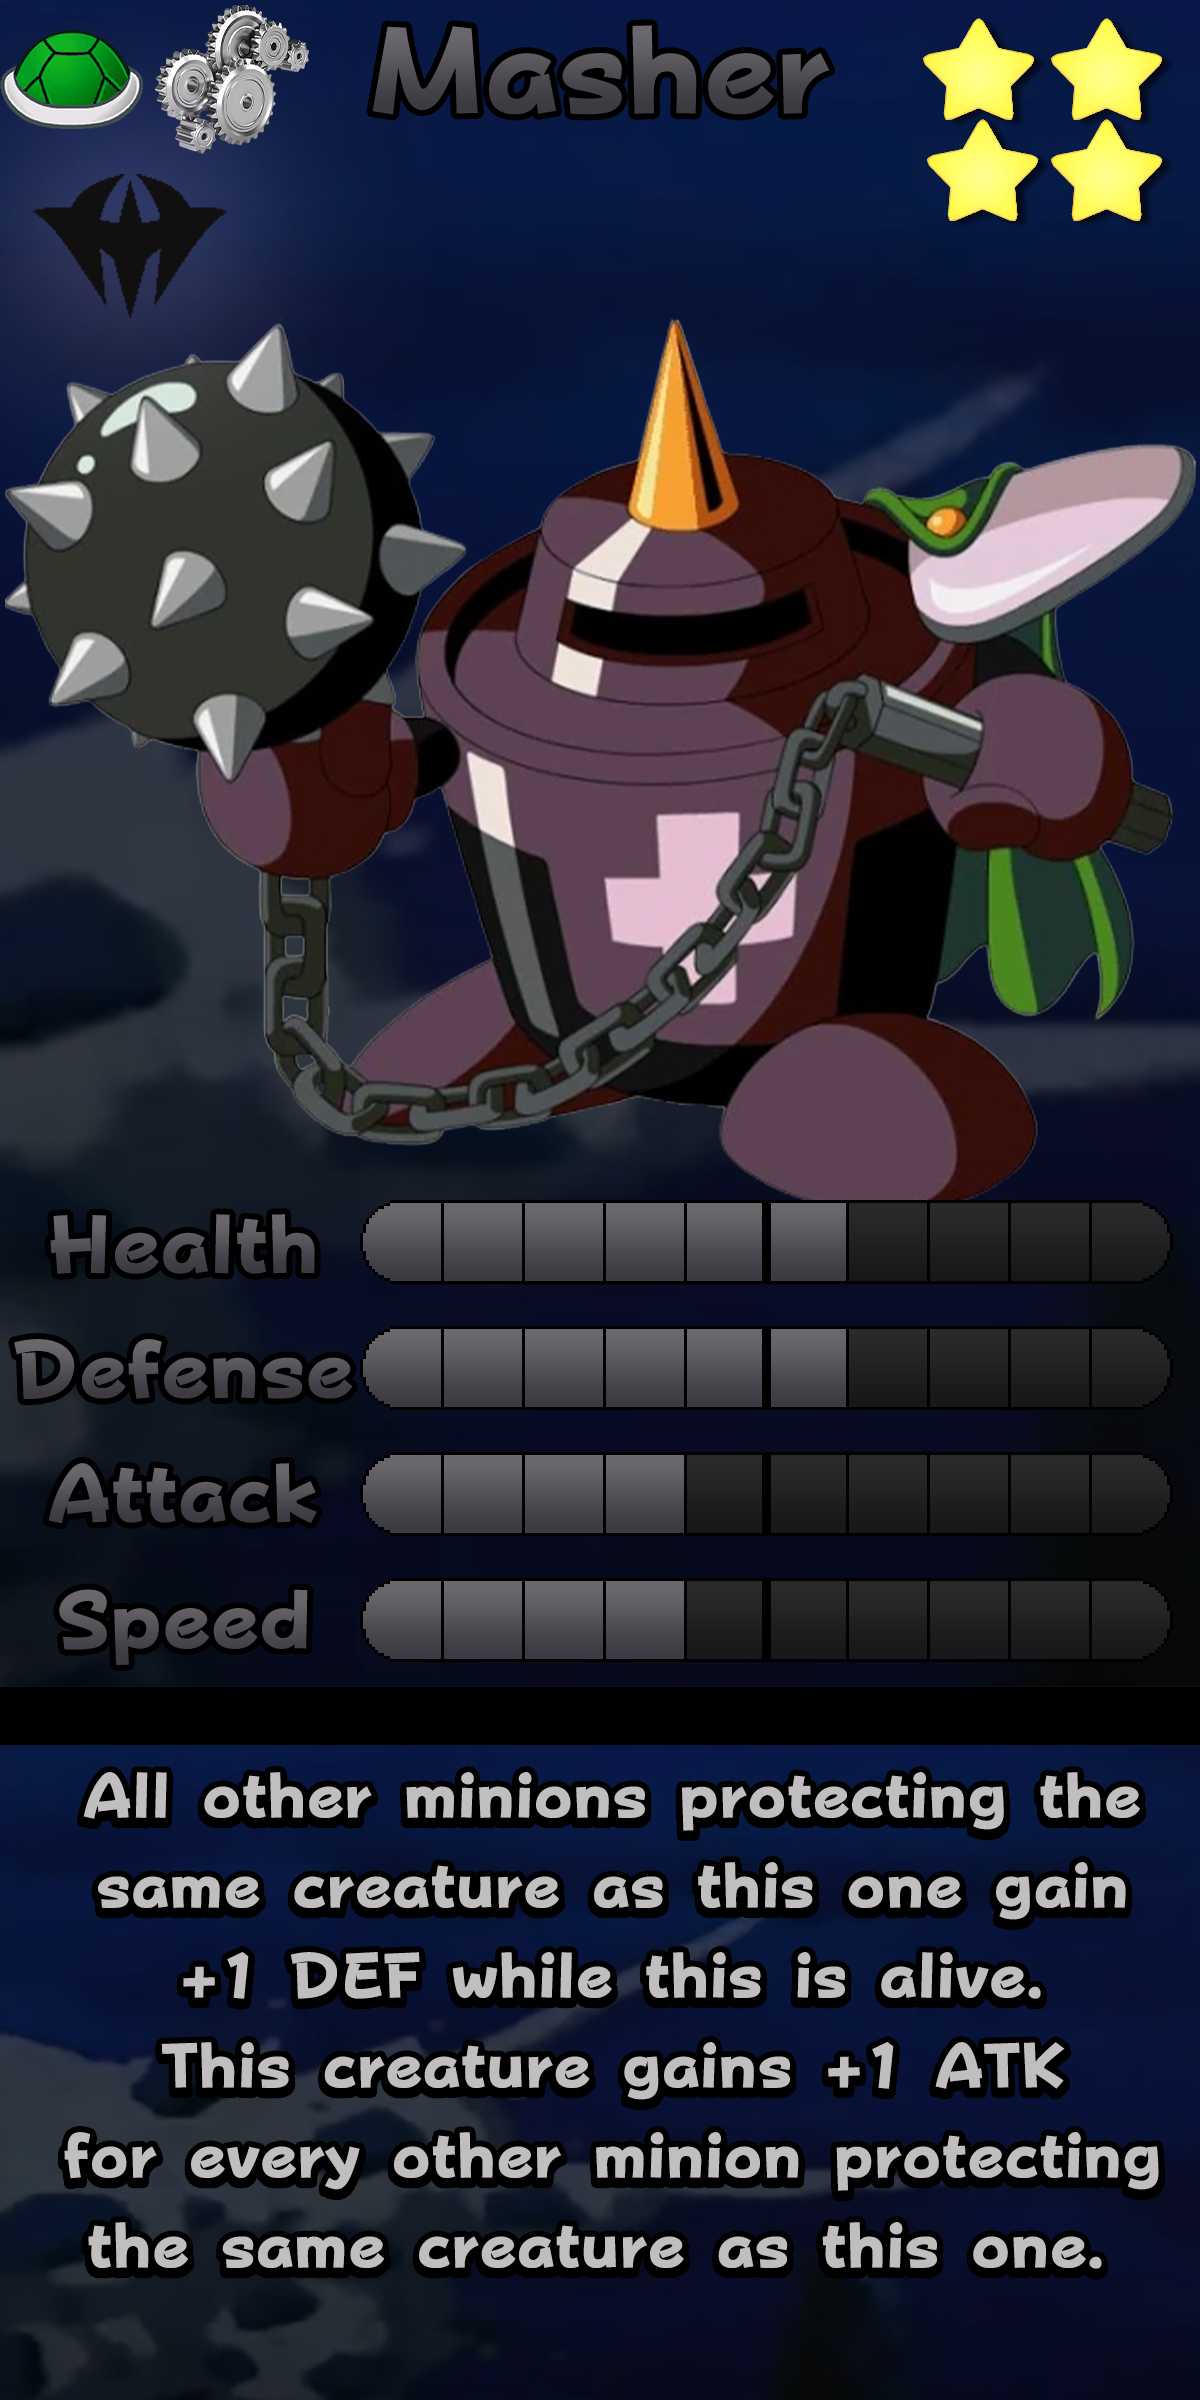 Masher
Health
Defense
Attack
Speed
All other minions protecting the
same creature as this one gain
+1 DEF while this is alive.
This creature gains +1 ATK
for every other minion protecting
the same creature as this one.